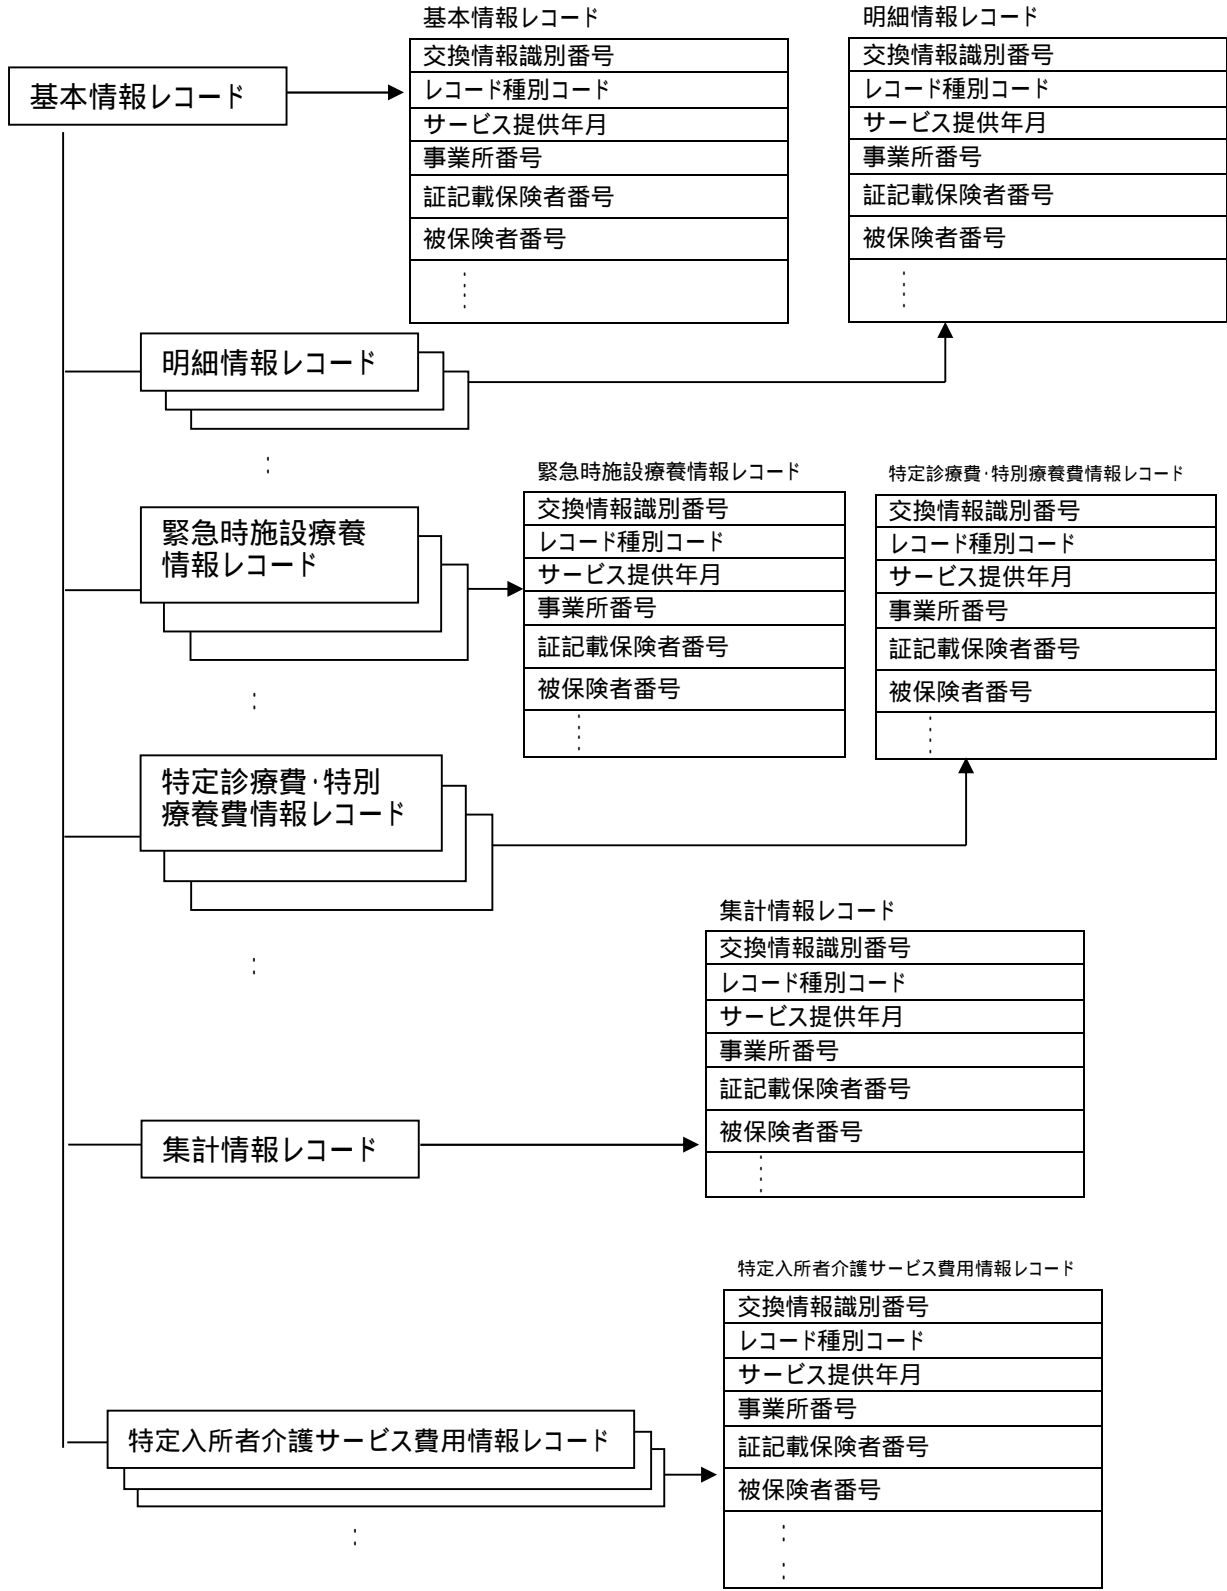 基本情報レコード
基本情報レコード
交換情報識別番号
レコード種別コード
サービス提供年月
事業所番号
証記載保険者番号
被保険者番号
明細情報レコード
交換情報識別番号
レコード種別コード
サービス提供年月
事業所番号
証記載保険者番号
被保険者番号
明細情報レコード
緊急時施設療養
情報レコード
緊急時施設療養情報レコード
交換情報識別番号
レコード種別コード
サービス提供年月
事業所番号
証記載保険者番号
被保険者番号
特定診療費・特別療養費情報レコード
交換情報識別番号
レコード種別コード
サービス提供年月
事業所番号
証記載保険者番号
被保険者番号
特定診療費・特別
療養費情報レコード
集計情報レコード
集計情報レコード
交換情報識別番号
レコード種別コード
サービス提供年月
事業所番号
証記載保険者番号
被保険者番号
特定入所者介護サービス費用情報レコード
特定入所者介護サービス費用情報レコード
交換情報識別番号
レコード種別コード
サービス提供年月
事業所番号
証記載保険者番号
被保険者番号